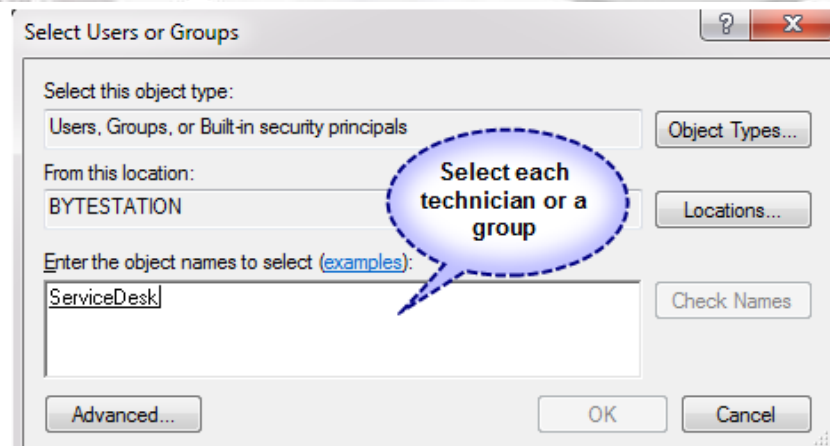 Select Users or Groups
Select this object type:
Users, Groups, or Built-in security principals
Object Types...
From this location:
BYTESTATION
Locations...
Select each
technician or a
group
Enter the object names to select (examples):
ServiceDesk
Check Names
Advanced...
OK
Cancel